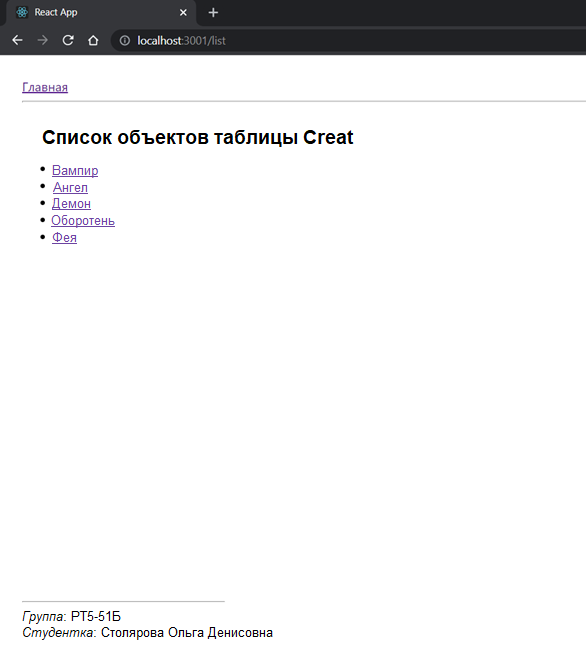 React App
localhost:3001/list
Главная
Список объектов таблицы Creat
Вампир
Ангел
Демон
Оборотень
Фея
Группа: РТ5-51Б
Студентка: Столярова Ольга Денисовна